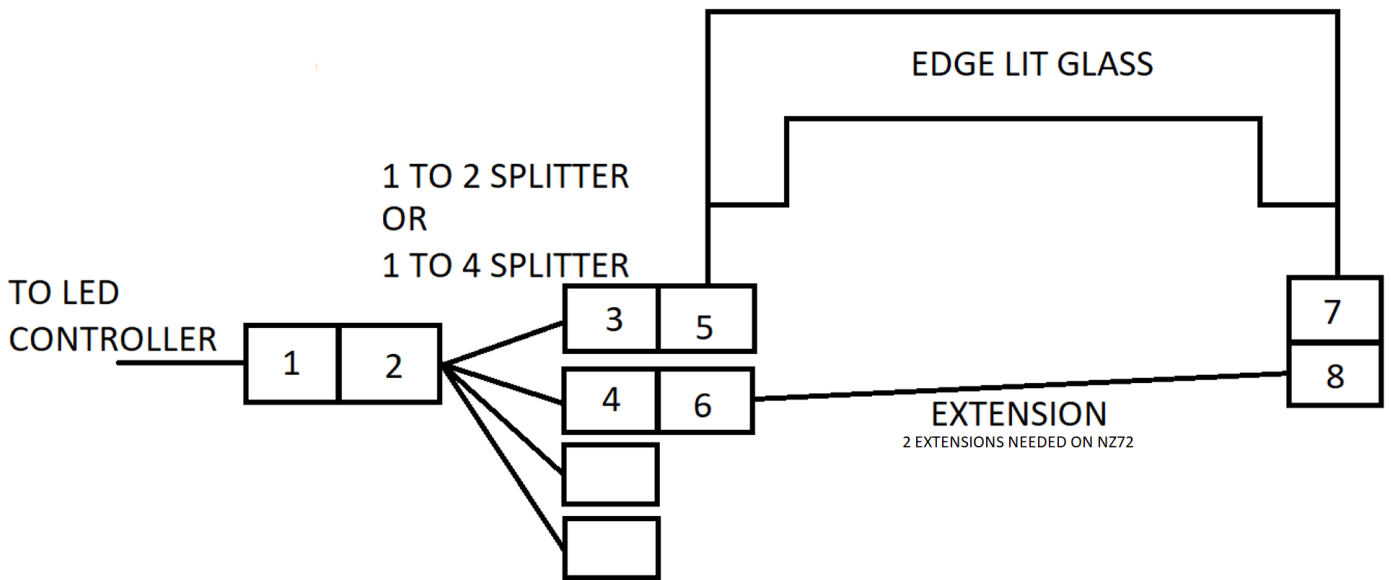 EDGE LIT GLASS
1 TO 2 SPLITTER
OR
1 TO 4 SPLITTER
TO LED
CONTROLLER
1
2
3
5
4
6
7
8
EXTENSION
2 EXTENSIONS NEEDED ON NZ72